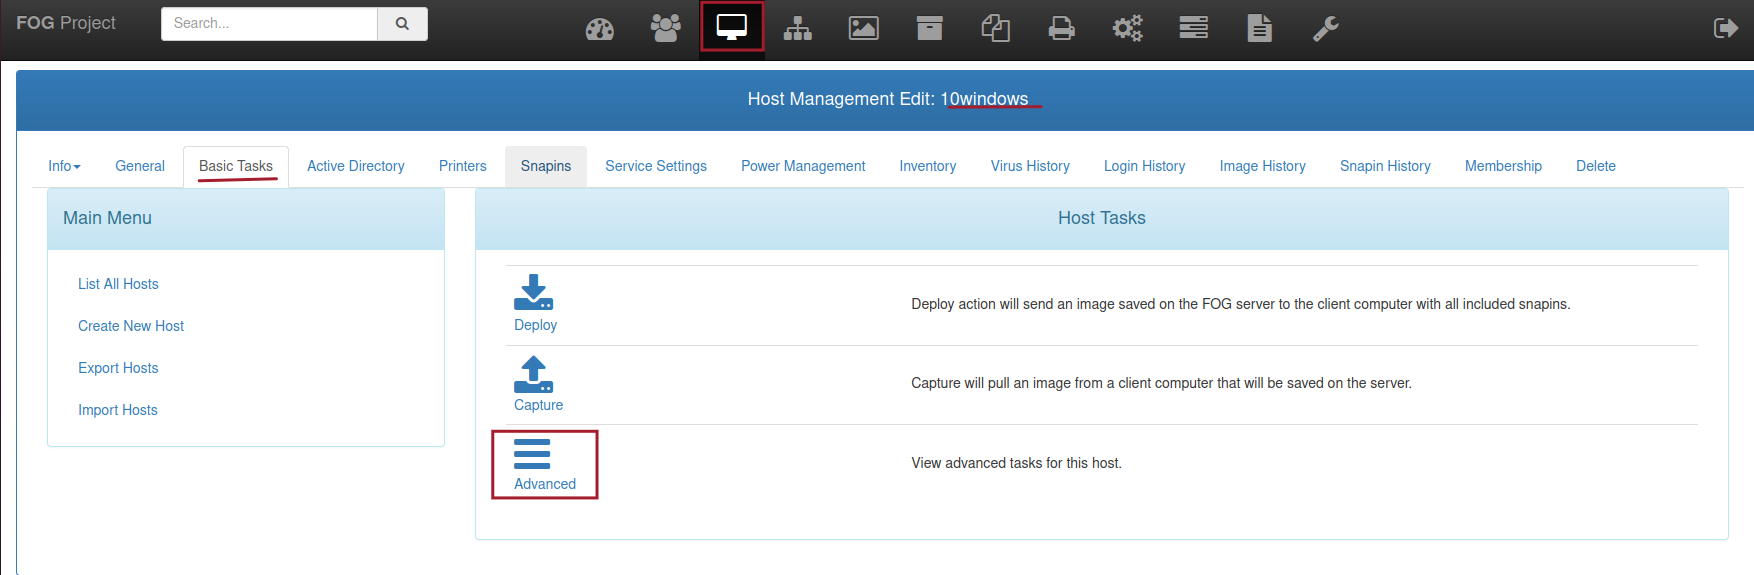 FOG Project Search...
Host Management Edit: 10windows
Info General Basic Tasks Active Directory Printers Snapins Service Settings Power Management Inventory Virus History Login History Image History Snapin History Membership Delete
Main Menu
List All Hosts
Create New Host
Export Hosts
Import Hosts
Host Tasks
Deploy
Deploy action will send an image saved on the FOG server to the client computer with all included snapins.
Capture
Capture will pull an image from a client computer that will be saved on the server.
Advanced
View advanced tasks for this host.